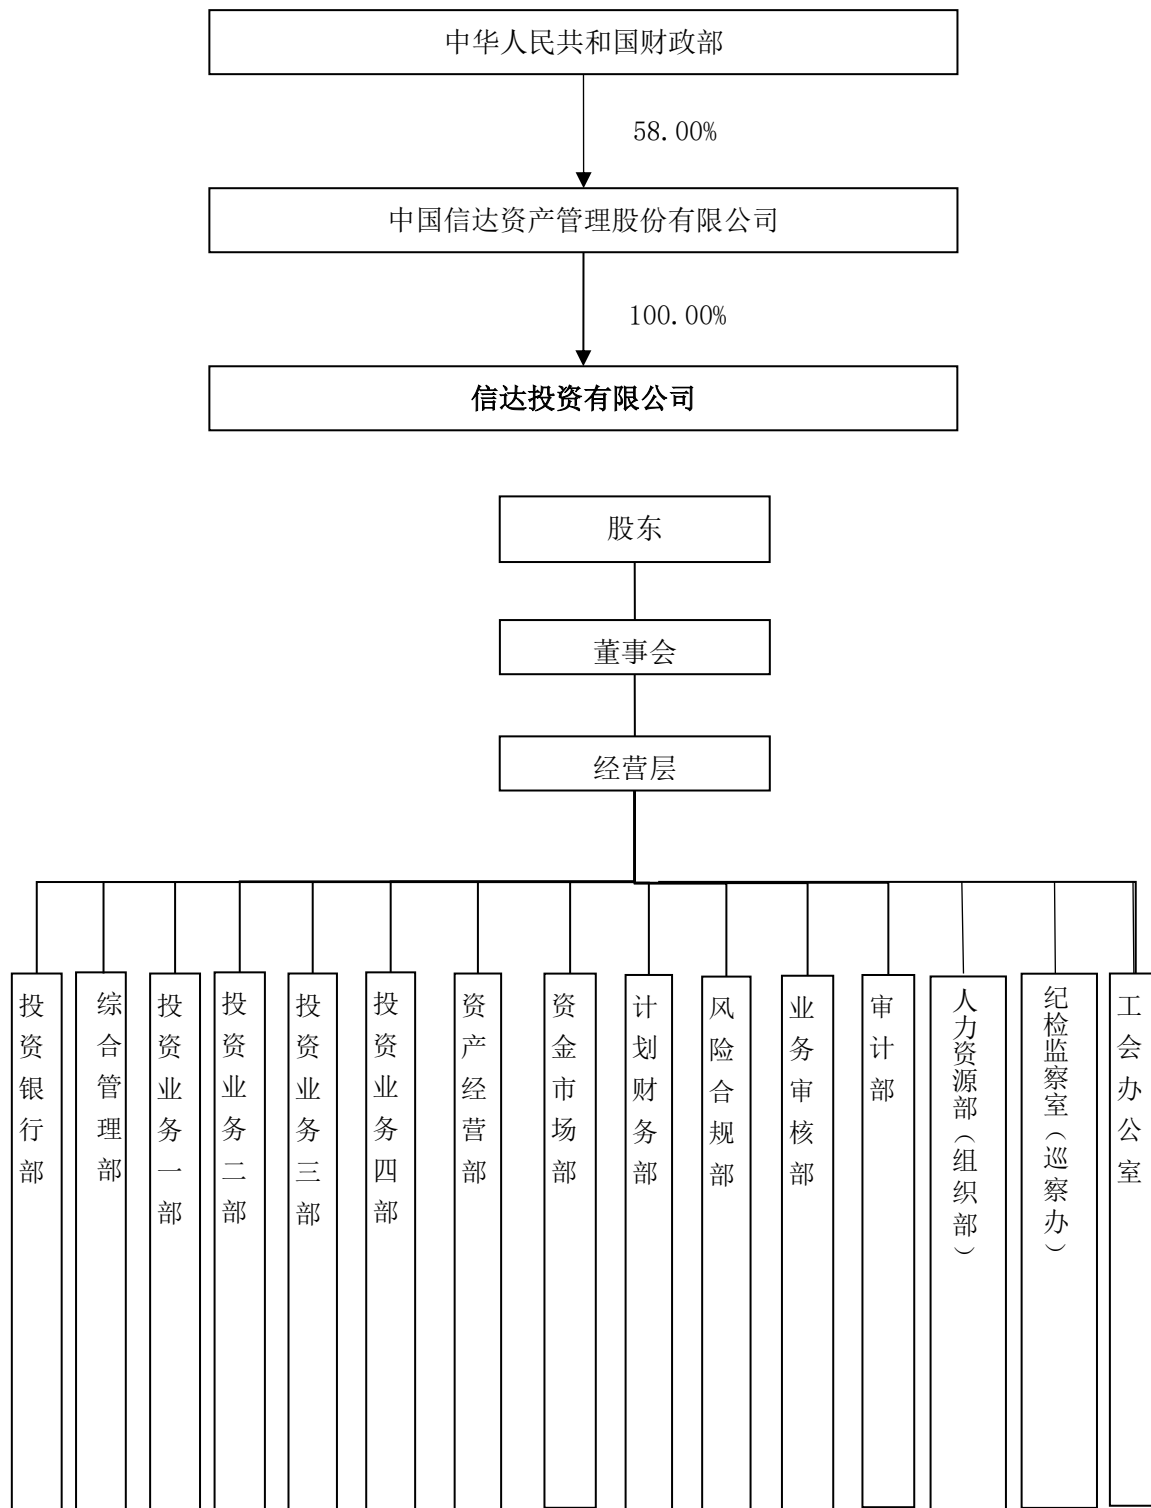 中华人民共和国财政部
58.00%
中国信达资产管理股份有限公司
100.00%
信达投资有限公司
股东
董事会
经营层
投资银行部
综合管理部
投资业务一部
投资业务二部
投资业务三部
投资业务四部
资产经营部
资金市场部
计划财务部
风险合规部
业务审核部
审计部
人力资源部（组织部）
纪检监察室（巡察办）
工会办公室